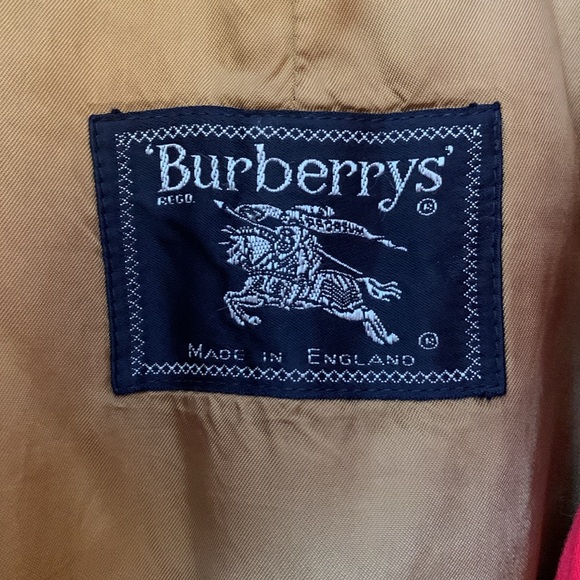 'Burberrys'
REGD. ®
®
MADE IN ENGLAND